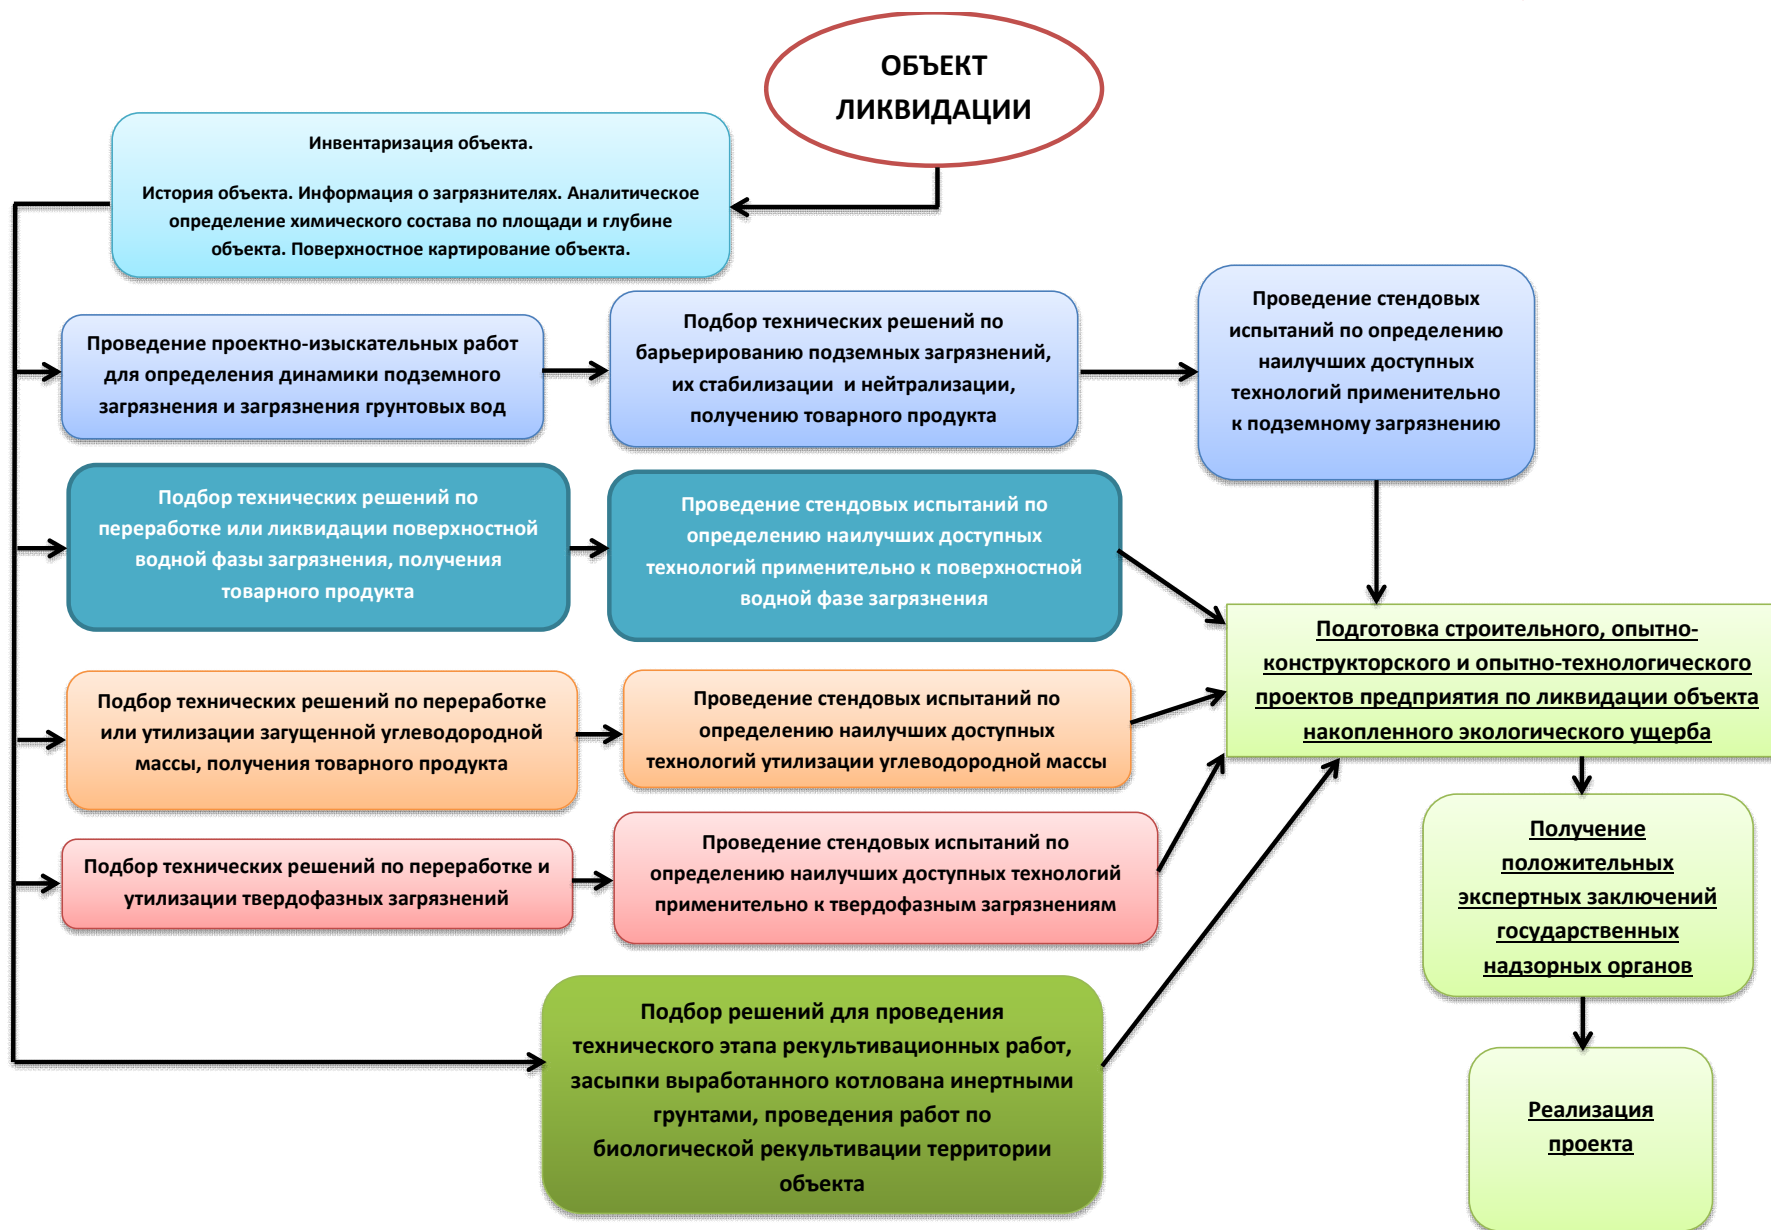 ОБЪЕКТ
ЛИКВИДАЦИИ
Инвентаризация объекта.
История объекта. Информация о загрязнителях. Аналитическое
определение химического состава по площади и глубине
объекта. Поверхностное картирование объекта.
Проведение проектно-изыскательных работ
для определения динамики подземного
загрязнения и загрязнения грунтовых вод
Подбор технических решений по
барьерированию подземных загрязнений,
их стабилизации и нейтрализации,
получению товарного продукта
Проведение стендовых
испытаний по определению
наилучших доступных
технологий применительно
к подземному загрязнению
Подбор технических решений по
переработке или ликвидации поверхностной
водной фазы загрязнения, получения
товарного продукта
Проведение стендовых испытаний по
определению наилучших доступных
технологий применительно к поверхностной
водной фазе загрязнения
Подбор технических решений по переработке
или утилизации загущенной углеводородной
массы, получения товарного продукта
Проведение стендовых испытаний по
определению наилучших доступных
технологий утилизации углеводородной массы
Подбор технических решений по переработке и
утилизации твердофазных загрязнений
Проведение стендовых испытаний по
определению наилучших доступных технологий
применительно к твердофазным загрязнениям
Подбор решений для проведения
технического этапа рекультивационных работ,
засыпки выработанного котлована инертными
грунтами, проведения работ по
биологической рекультивации территории
объекта
Подготовка строительного, опытно-
конструкторского и опытно-технологического
проектов предприятия по ликвидации объекта
накопленного экологического ущерба
Получение
положительных
экспертных заключений
государственных
надзорных органов
Реализация
проекта